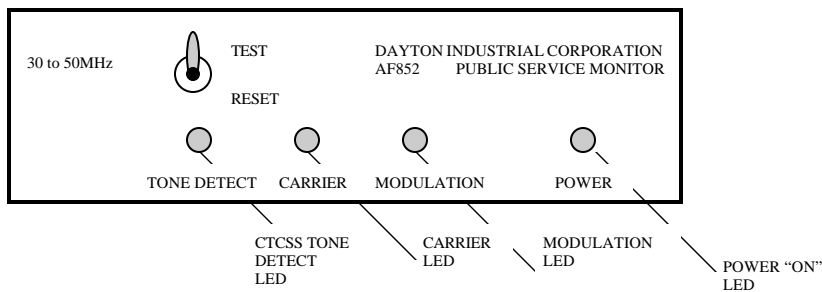 30 to 50MHz
TEST
RESET
DAYTON INDUSTRIAL CORPORATION
AF852 PUBLIC SERVICE MONITOR
TONE DETECT CARRIER MODULATION POWER
CTCSS TONE
DETECT
LED
CARRIER
LED
MODULATION
LED
POWER “ON”
LED